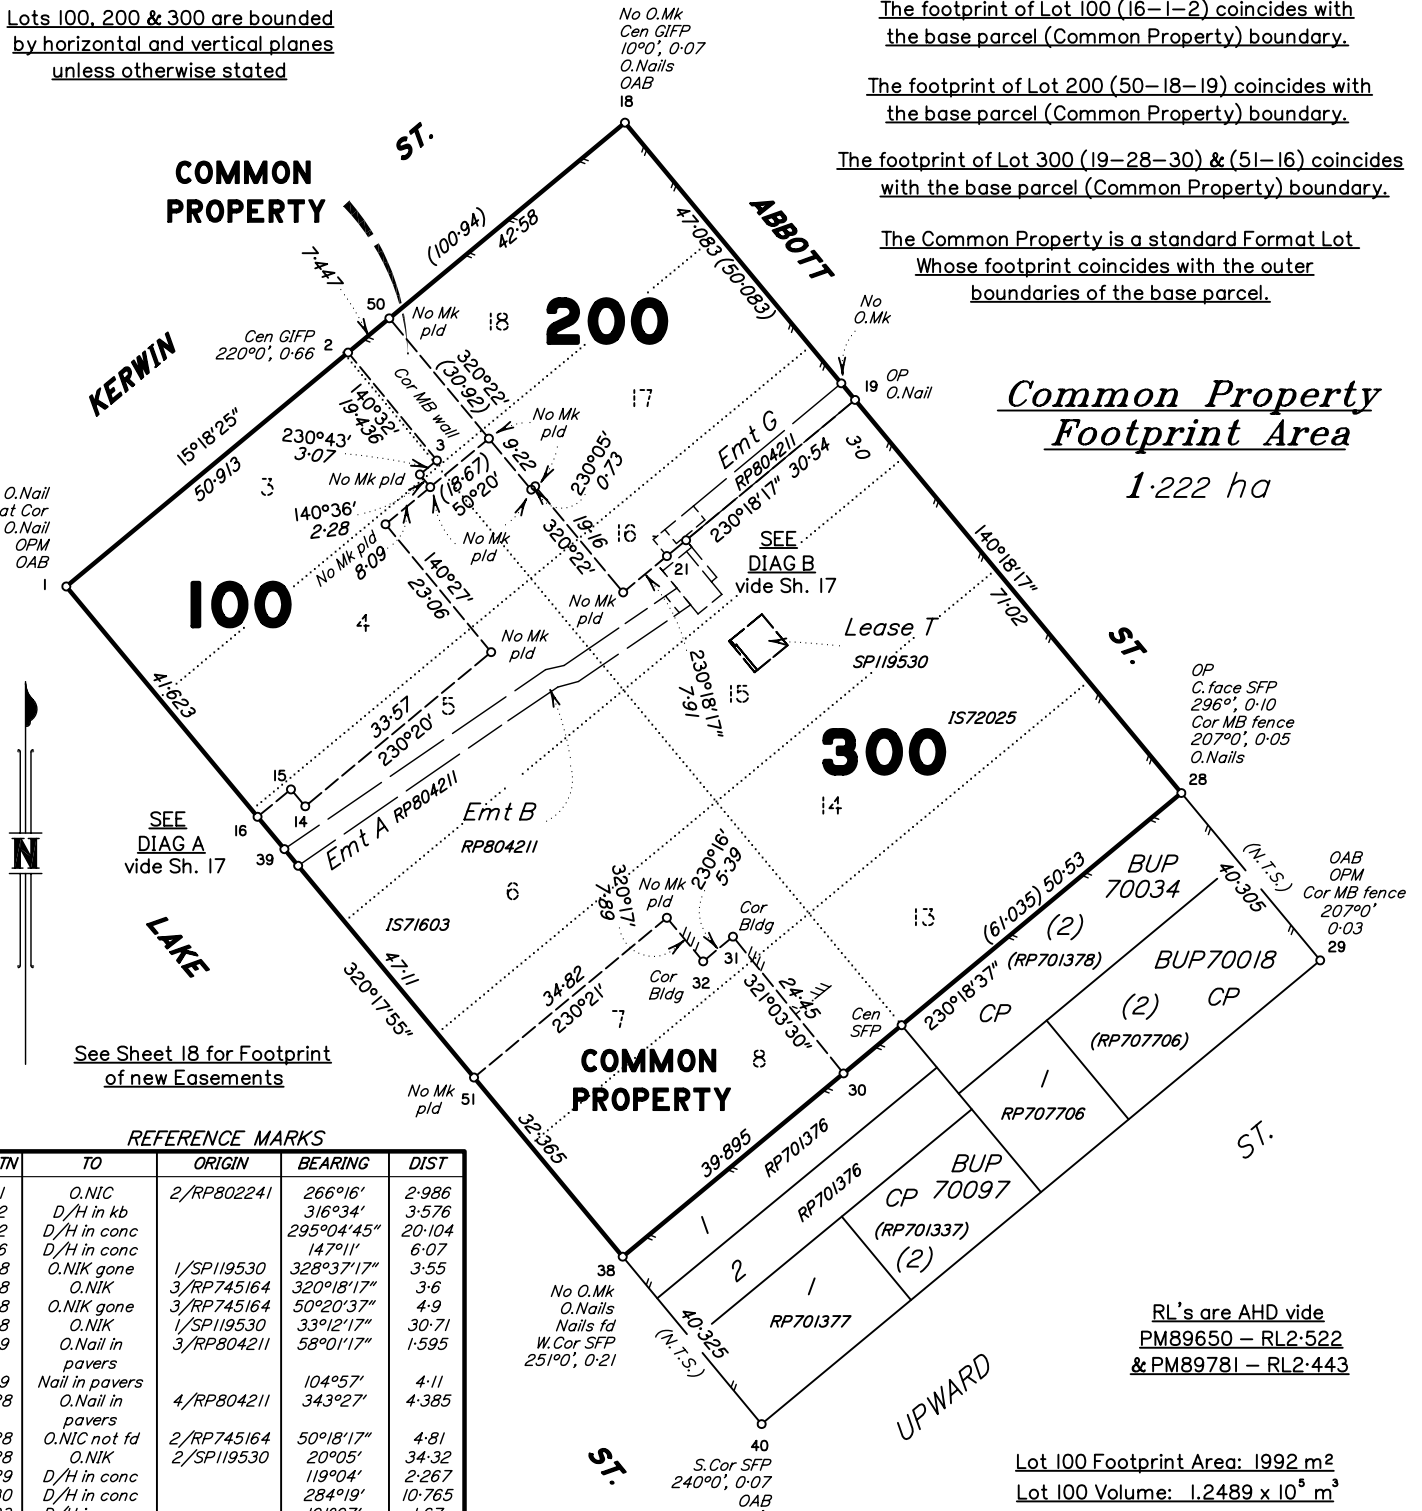 Lots 100, 200 & 300 are bounded
by horizontal and vertical planes
unless otherwise stated
No O.Mk
Cen GIFP
10°0', 0·07
O.Nails
OAB
18
The footprint of Lot 100 (16-1-2) coincides with
the base parcel (Common Property) boundary.
The footprint of Lot 200 (50-18-19) coincides with
the base parcel (Common Property) boundary.
The footprint of Lot 300 (19-28-30) & (51-16) coincides
with the base parcel (Common Property) boundary.
The Common Property is a standard Format Lot
Whose footprint coincides with the outer
boundaries of the base parcel.
Common Property
Footprint Area
1·222 ha
COMMON
PROPERTY
KERWIN
ST.
ABBOTT
ST.
(100·94)
42·58
47·083 (50·083)
7·447
50
No Mk
pld
18
200
17
Cen GIFP
220°0', 0·66
2
No
O.Mk
19
OP
O.Nail
15°18'25"
50·913
3
140°32'
19·436
Cor MB wall
320°22'
(30·92)
230°43'
3·07
3
No Mk pld
(18·67)
50°20'
No Mk
pld
9·22
230°05'
0·73
140°36'
2·28
No Mk pld
8·09
No Mk
pld
320°22'
19·16
16
Emt G
RP804211
30·54
230°18'17"
3·0
O.Nail
at Cor
O.Nail
OPM
OAB
1
100
4
140°27'
23·06
No Mk
pld
No Mk
pld
21
SEE
DIAG B
vide Sh. 17
230°18'17"
7·91
15
Lease T
SP119530
140°18'17"
71·02
41·623
33·57
230°20'
5
15
14
16
39
SEE
DIAG A
vide Sh. 17
Emt A RP804211
Emt B
RP804211
6
IS71603
IS72025
300
14
OP
C.face SFP
296°', 0·10
Cor MB fence
207°0', 0·05
O.Nails
28
N
LAKE
ST.
47·11
320°17'55"
320°17'
7·89
No Mk
pld
230°16'
5·39
Cor
Bldg
31
32
Cor
Bldg
34·82
230°21'
7
24·45
321°03'30"
8
13
(61·035) 50·53
230°18'37"
Cen
SFP
30
COMMON
PROPERTY
No Mk
pld
51
32·365
39·895
38
BUP
70034
(2)
(RP701378)
CP
(N.T.S.)
40·305
OAB
OPM
Cor MB fence
207°0'
0·03
29
BUP70018
(2)
CP
(RP707706)
1
RP707706
RP701376
1
RP701376
2
BUP
70097
CP
(RP701337)
(2)
1
RP701377
UPWARD
ST.
See Sheet 18 for Footprint
of new Easements
No O.Mk
O.Nails
Nails fd
W.Cor SFP
251°0', 0·21
40·325
(N.T.S.)
40
S.Cor SFP
240°0', 0·07
OAB
RL's are AHD vide
PM89650 - RL2·522
& PM89781 - RL2·443
Lot 100 Footprint Area: 1992 m²
Lot 100 Volume: 1.2489 x 10⁵ m³
REFERENCE MARKS
TN TO ORIGIN BEARING DIST
1 O.NIC 2/RP802241 266°16' 2·986
2 D/H in kb 316°34' 3·576
2 D/H in conc 295°04'45" 20·104
6 D/H in conc 147°11' 6·07
8 O.NIK gone 1/SP119530 328°37'17" 3·55
8 O.NIK 3/RP745164 320°18'17" 3·6
8 O.NIK gone 3/RP745164 50°20'37" 4·9
8 O.NIK 1/SP119530 33°12'17" 30·71
9 O.Nail in pavers 3/RP804211 58°01'17" 1·595
9 Nail in pavers 104°57' 4·11
28 O.Nail in pavers 4/RP804211 343°27' 4·385
28 O.NIC not fd 2/RP745164 50°18'17" 4·81
28 O.NIK 2/SP119530 20°05' 34·32
29 D/H in conc 119°04' 2·267
30 D/H in conc 284°19' 10·765